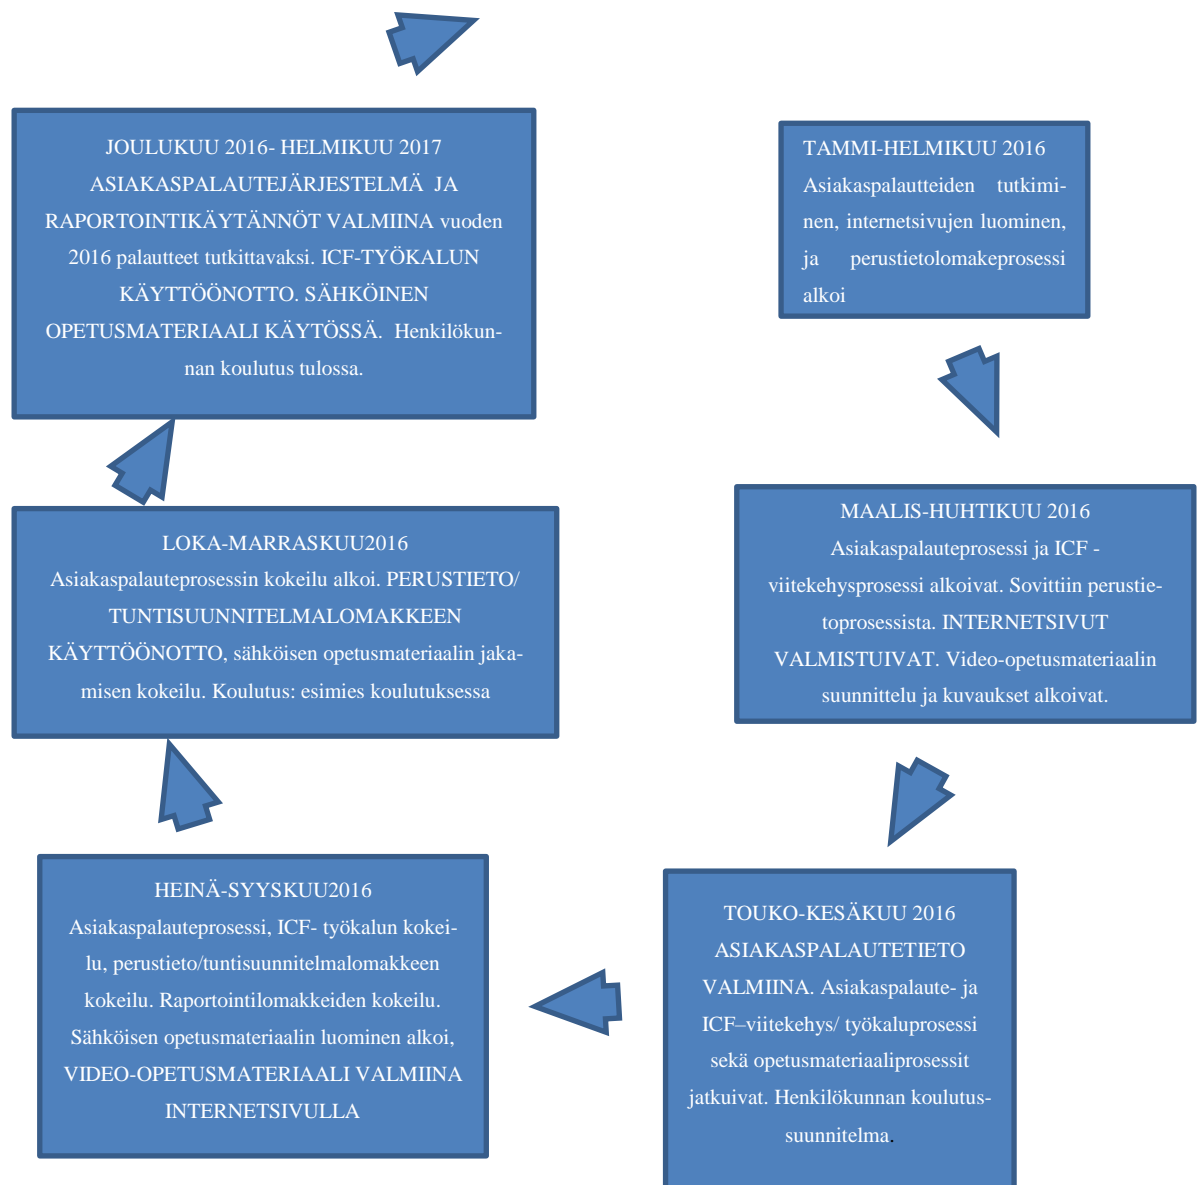 TAMMI-HELMIKUU 2016
Asiakaspalautteiden tutkimi-
nen, internetsivujen luominen,
ja perustietolomakeprosessi
alkoi
MAALIS-HUHTIKUU 2016
Asiakaspalauteprosessi ja ICF -
viitekehysprosessi alkoivat. Sovittiin perustie-
toprosessista. INTERNETSIVUT
VALMISTUIVAT. Video-opetusmateriaalin
suunnittelu ja kuvaukset alkoivat.
TOUKO-KESÄKUU 2016
ASIAKASPALAUTETIETO
VALMIINA. Asiakaspalaute- ja
ICF–viitekehys/ työkaluprosessi
sekä opetusmateriaaliprosessit
jatkuivat. Henkilökunnan koulutus-
suunnitelma.
HEINÄ-SYYSKUU2016
Asiakaspalauteprosessi, ICF- työkalun kokei-
lu, perustieto/tuntisuunnitelmalomakkeen
kokeilu. Raportointilomakkeiden kokeilu.
Sähköisen opetusmateriaalin luominen alkoi,
VIDEO-OPETUSMATERIAALI VALMIINA
INTERNETSIVULLA
LOKA-MARRASKUU2016
Asiakaspalauteprosessin kokeilu alkoi. PERUSTIETO/
TUNTISUUNNITELMALOMAKKEEN
KÄYTTÖÖNOTTO, sähköisen opetusmateriaalin jaka-
misen kokeilu. Koulutus: esimies koulutuksessa
JOULUKUU 2016- HELMIKUU 2017
ASIAKASPALAUTEJÄRJESTELMÄ JA
RAPORTOINTIKÄYTÄNNÖT VALMIINA vuoden
2016 palautteet tutkittavaksi. ICF-TYÖKALUN
KÄYTTÖÖNOTTO. SÄHKÖINEN
OPETUSMATERIAALI KÄYTÖSSÄ. Henkilökun-
nan koulutus tulossa.